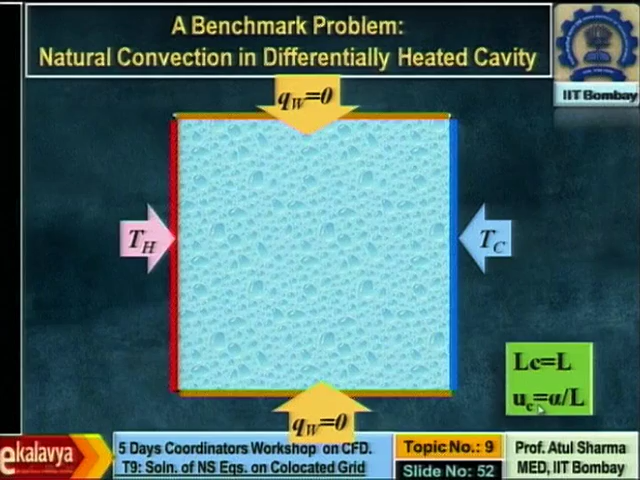 A Benchmark Problem:
Natural Convection in Differentially Heated Cavity
IIT Bombay
qW=0
TH
TC
Lc=L
uc=α/L
qW=0
ekalavya
5 Days Coordinators Workshop on CFD.
T9: Soln. of NS Eqs. on Colocated Grid
Topic No.: 9
Slide No.: 52
Prof. Atul Sharma
MED, IIT Bombay